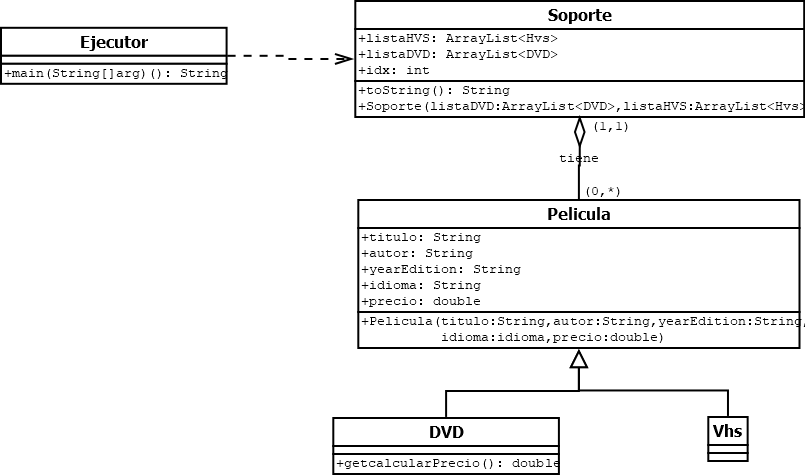 Ejecutor
+main(String[]arg)(): String
Soporte
+listaHVS: ArrayList<Hvs>
+listaDVD: ArrayList<DVD>
+idx: int
+toString(): String
+Soporte(listaDVD:ArrayList<DVD>,listaHVS:ArrayList<Hvs>
(1,1)
tiene
(0,*)
Pelicula
+titulo: String
+autor: String
+yearEdition: String
+idioma: String
+precio: double
+Pelicula(titulo:String,autor:String,yearEdition:String,
idioma:idioma,precio:double)
DVD
+getcalcularPrecio(): double
Vhs